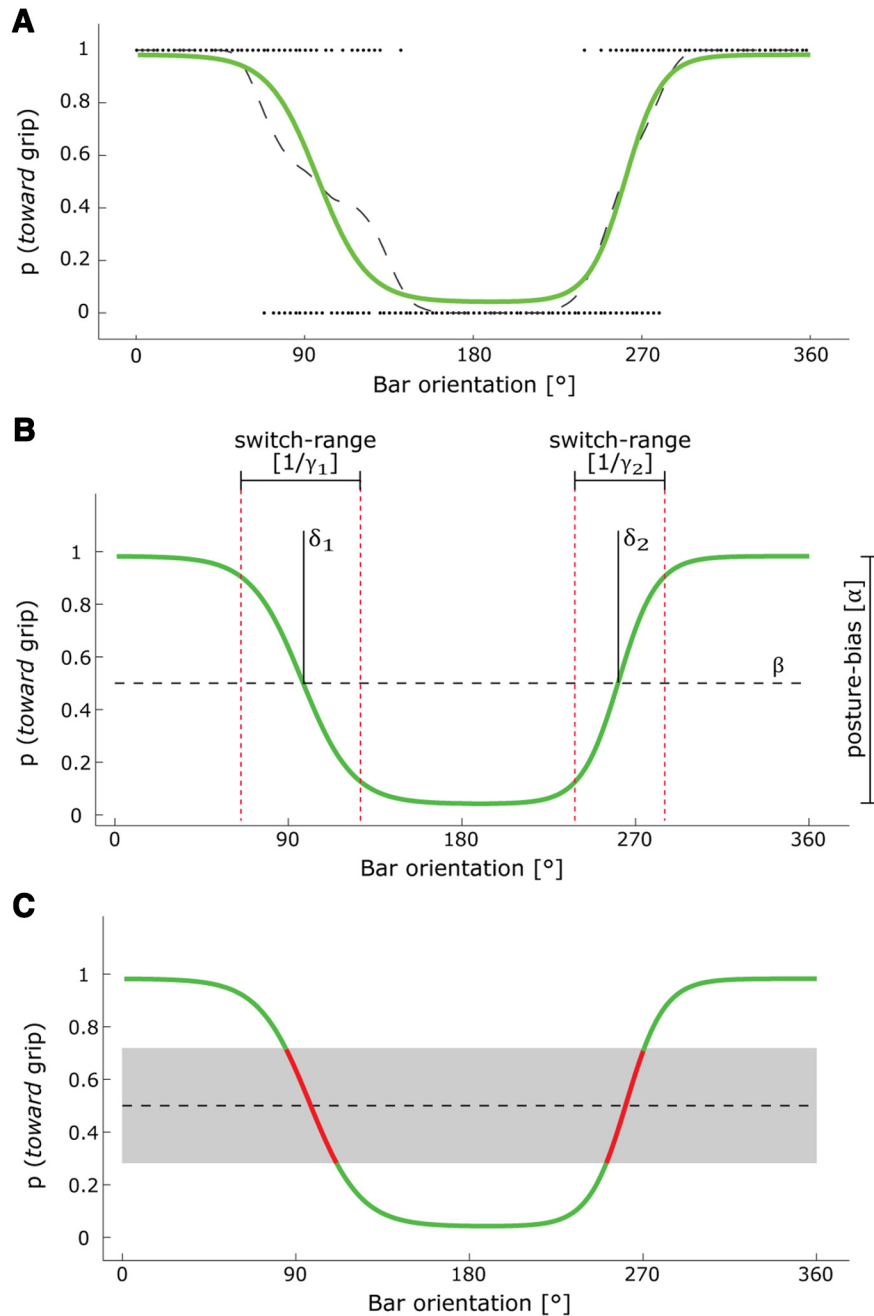 A
1
0.8
0.6
0.4
0.2
0
p (toward grip)
0 90 180 270 360
Bar orientation [°]
B
switch-range
[1/γ1]
switch-range
[1/γ2]
δ1
δ2
1
0.8
0.6
0.4
0.2
0
β
p (toward grip)
posture-bias [α]
0 90 180 270 360
Bar orientation [°]
C
1
0.8
0.6
0.4
0.2
0
p (toward grip)
0 90 180 270 360
Bar orientation [°]